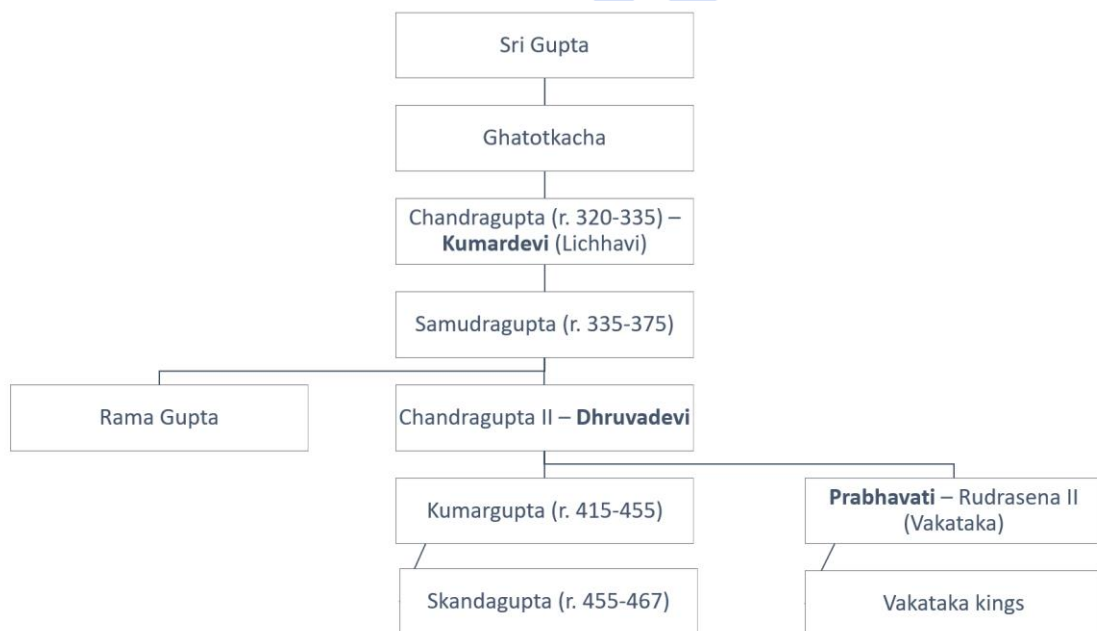 Sri Gupta
Ghatotkacha
Chandragupta (r. 320-335) –
Kumardevi (Lichhavi)
Samudragupta (r. 335-375)
Rama Gupta
Chandragupta II – Dhruvadevi
Kumargupta (r. 415-455)
Prabhavati – Rudrasena II
(Vakataka)
Skandagupta (r. 455-467)
Vakataka kings